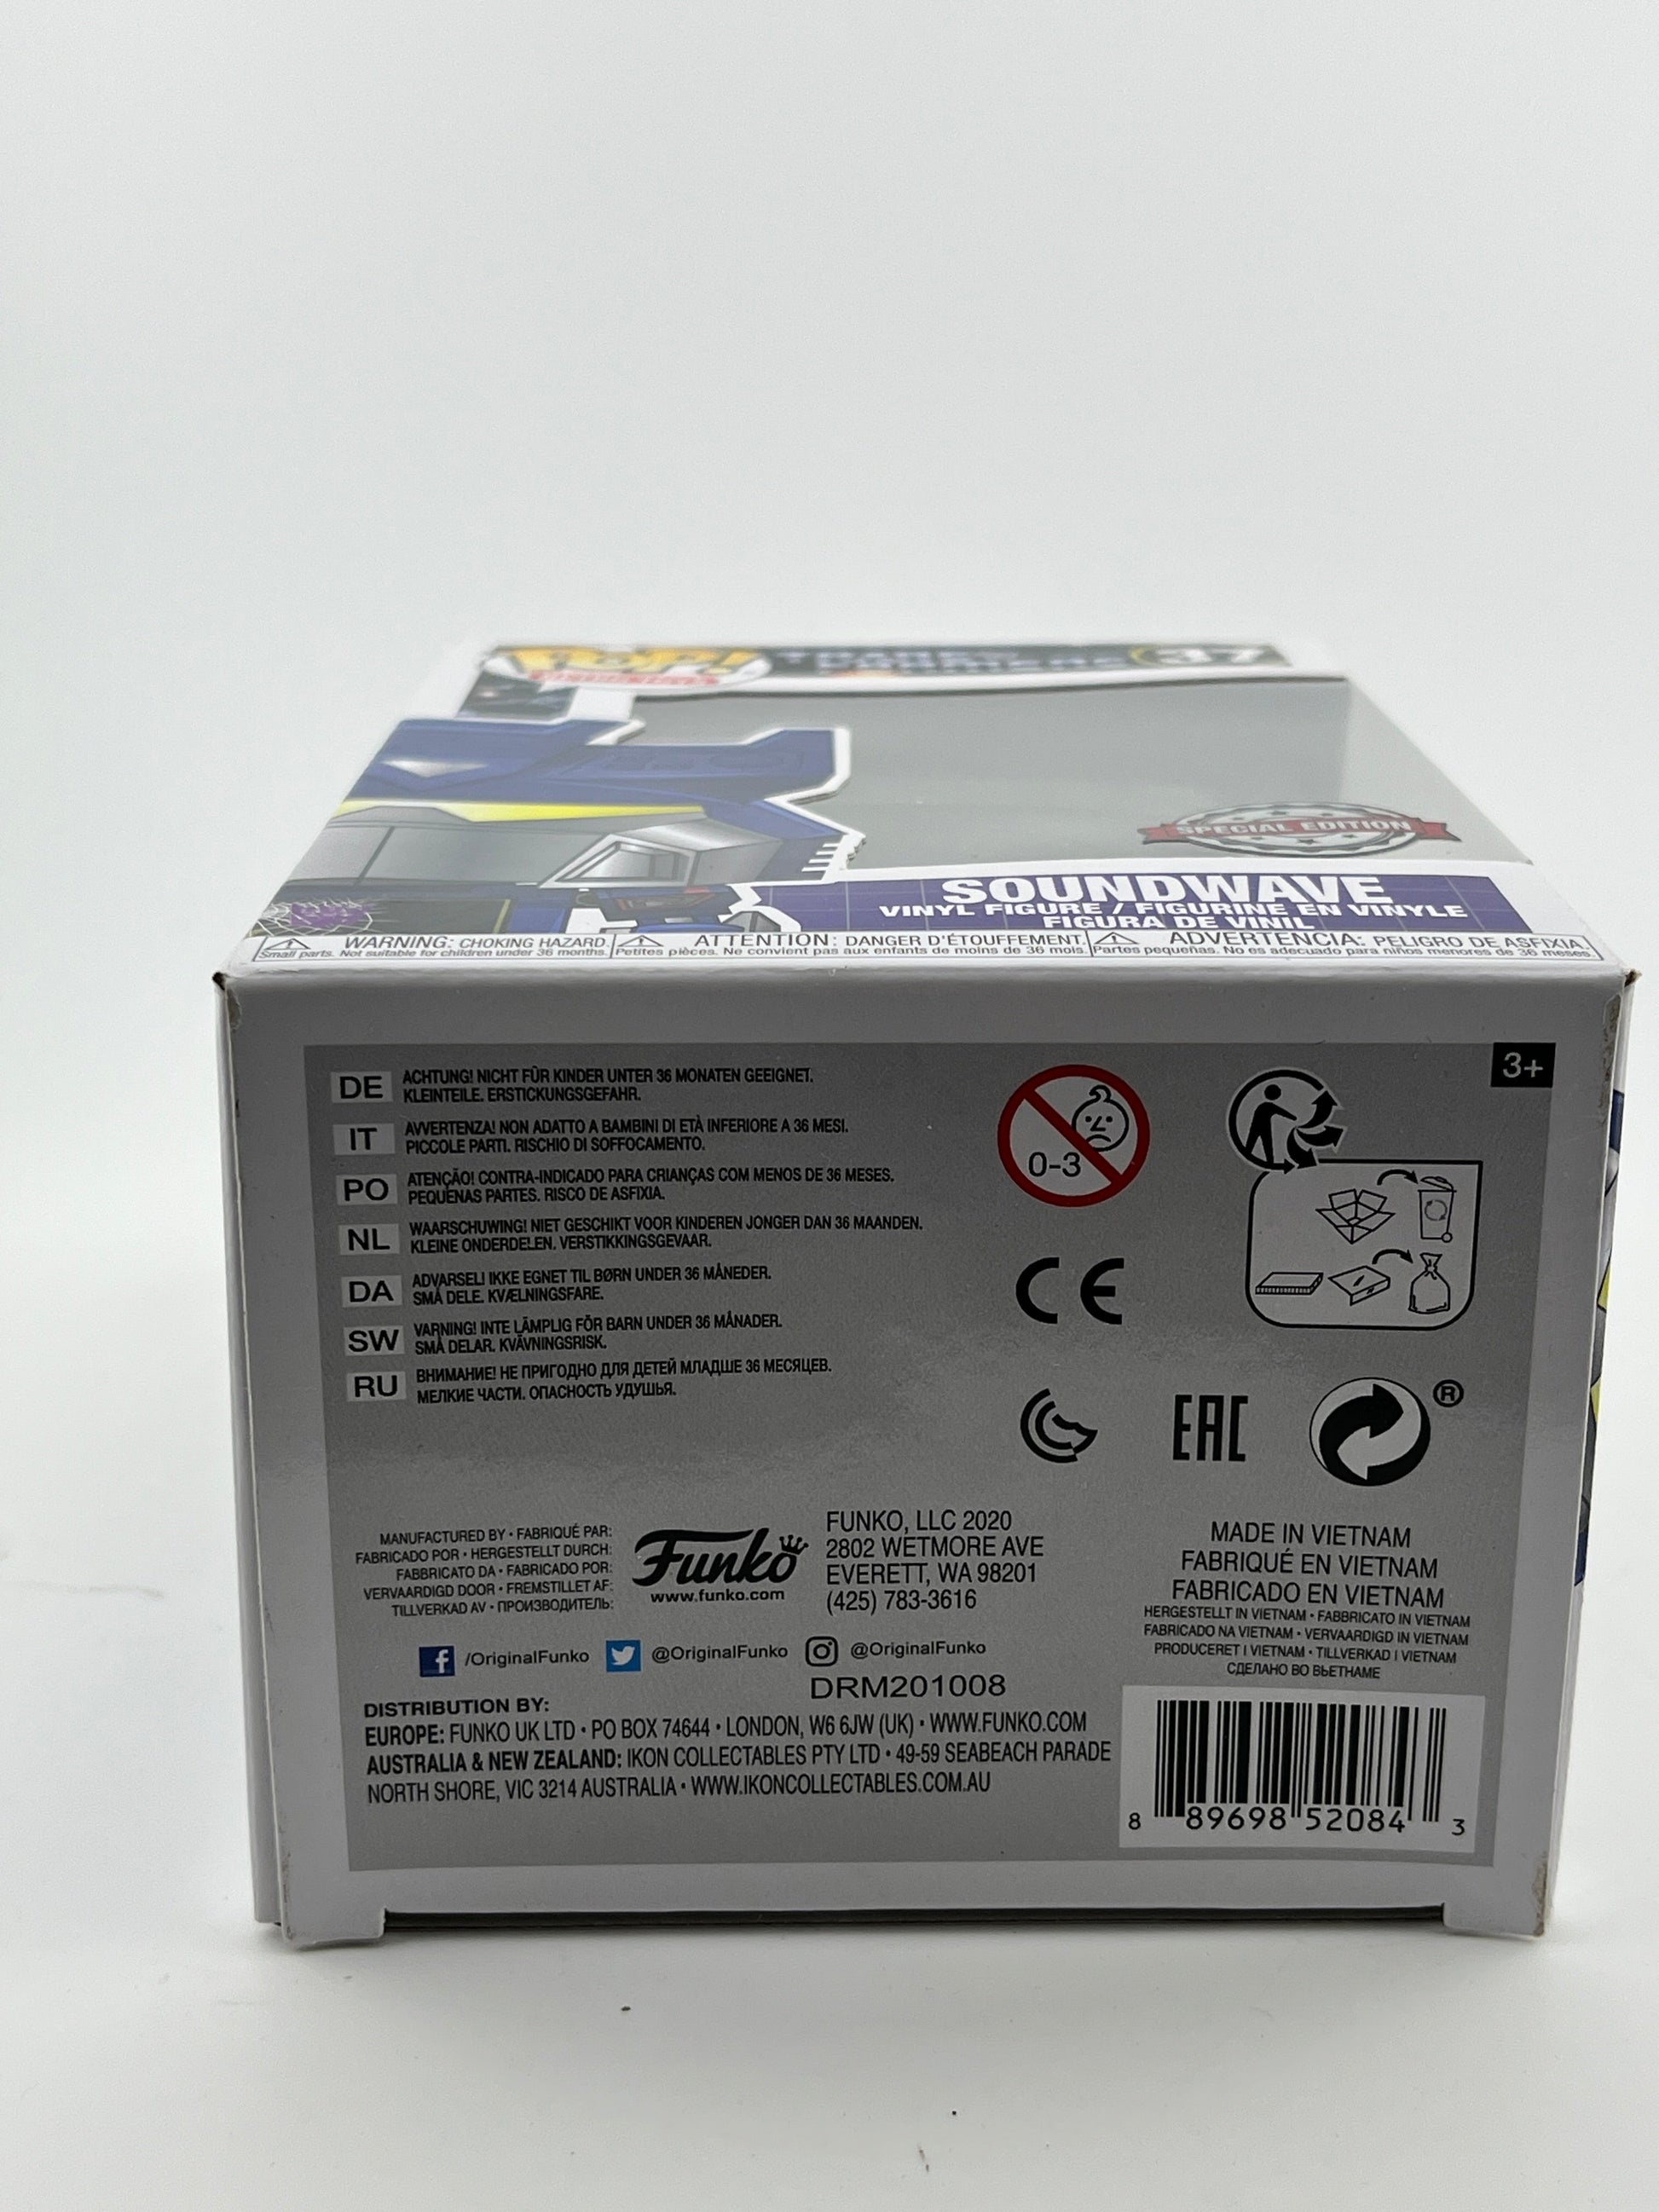 POP!
TRANSFORMERS
37
SPECIAL EDITION
SOUNDWAVE
VINYL FIGURE / FIGURINE EN VINYLE
FIGURA DE VINIL
WARNING: CHOKING HAZARD.
Small parts. Not suitable for children under 36 months.
ATTENTION: DANGER D'ÉTOUFFEMENT.
Petites pièces. Ne convient pas aux enfants de moins de 36 mois.
ADVERTENCIA: PELIGRO DE ASFIXIA.
Partes pequeñas. No es adecuado para niños menores de 36 meses.
3+
DE ACHTUNG! NICHT FÜR KINDER UNTER 36 MONATEN GEEIGNET.
KLEINTEILE. ERSTICKUNGSGEFAHR.
IT AVVERTENZA! NON ADATTO A BAMBINI DI ETÀ INFERIORE A 36 MESI.
PICCOLE PARTI. RISCHIO DI SOFFOCAMENTO.
PO ATENÇÃO! CONTRA-INDICADO PARA CRIANÇAS COM MENOS DE 36 MESES.
PEQUENAS PARTES. RISCO DE ASFIXIA.
NL WAARSCHUWING! NIET GESCHIKT VOOR KINDEREN JONGER DAN 36 MAANDEN.
KLEINE ONDERDELEN. VERSTIKKINGSGEVAAR.
DA ADVARSEL! IKKE EGNET TIL BØRN UNDER 36 MÅNEDER.
SMÅ DELE. KVÆLNINGSFARE.
SW VARNING! INTE LÄMPLIG FÖR BARN UNDER 36 MÅNADER.
SMÅ DELAR. KVÄVNINGSRISK.
RU ВНИМАНИЕ! НЕ ПРИГОДНО ДЛЯ ДЕТЕЙ МЛАДШЕ 36 МЕСЯЦЕВ.
МЕЛКИЕ ЧАСТИ. ОПАСНОСТЬ УДУШЬЯ.
0-3
CE
EAC
®
MANUFACTURED BY • FABRIQUÉ PAR:
FABRICADO POR • HERGESTELLT DURCH:
FABBRICATO DA • FABRICADO POR:
VERVAARDIGD DOOR • FREMSTILLET AF:
TILLVERKAD AV • ПРОИЗВОДИТЕЛЬ:
Funko
www.funko.com
FUNKO, LLC 2020
2802 WETMORE AVE
EVERETT, WA 98201
(425) 783-3616
MADE IN VIETNAM
FABRIQUÉ EN VIETNAM
FABRICADO EN VIETNAM
HERGESTELLT IN VIETNAM • FABBRICATO IN VIETNAM
FABRICADO NA VIETNAM • VERVAARDIGD IN VIETNAM
PRODUCERET I VIETNAM • TILLVERKAD I VIETNAM
СДЕЛАНО ВО ВЬЕТНАМЕ
/OriginalFunko @OriginalFunko @OriginalFunko
DRM201008
DISTRIBUTION BY:
EUROPE: FUNKO UK LTD • PO BOX 74644 • LONDON, W6 6JW (UK) • WWW.FUNKO.COM
AUSTRALIA & NEW ZEALAND: IKON COLLECTABLES PTY LTD • 49-59 SEABEACH PARADE
NORTH SHORE, VIC 3214 AUSTRALIA • WWW.IKONCOLLECTABLES.COM.AU
8 89698 52084 3